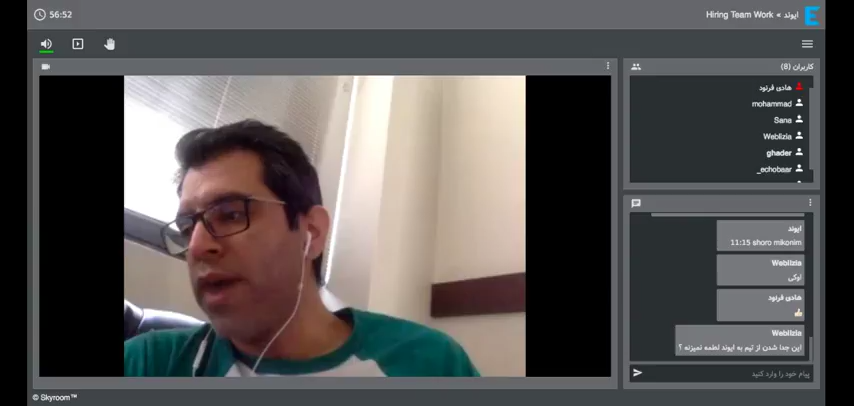 56:52
ایوند » Hiring Team Work
کاربران (8)
هادی فرنود
mohammad
Sana
Weblizia
ghader
echobaar_
ایوند
11:15 shoro mikonim
Weblizia
اوکی
هادی فرنود
Weblizia
این جدا شدن از تیم به ایوند لطمه نمیزنه ؟
پیام خود را وارد کنید
© Skyroom™